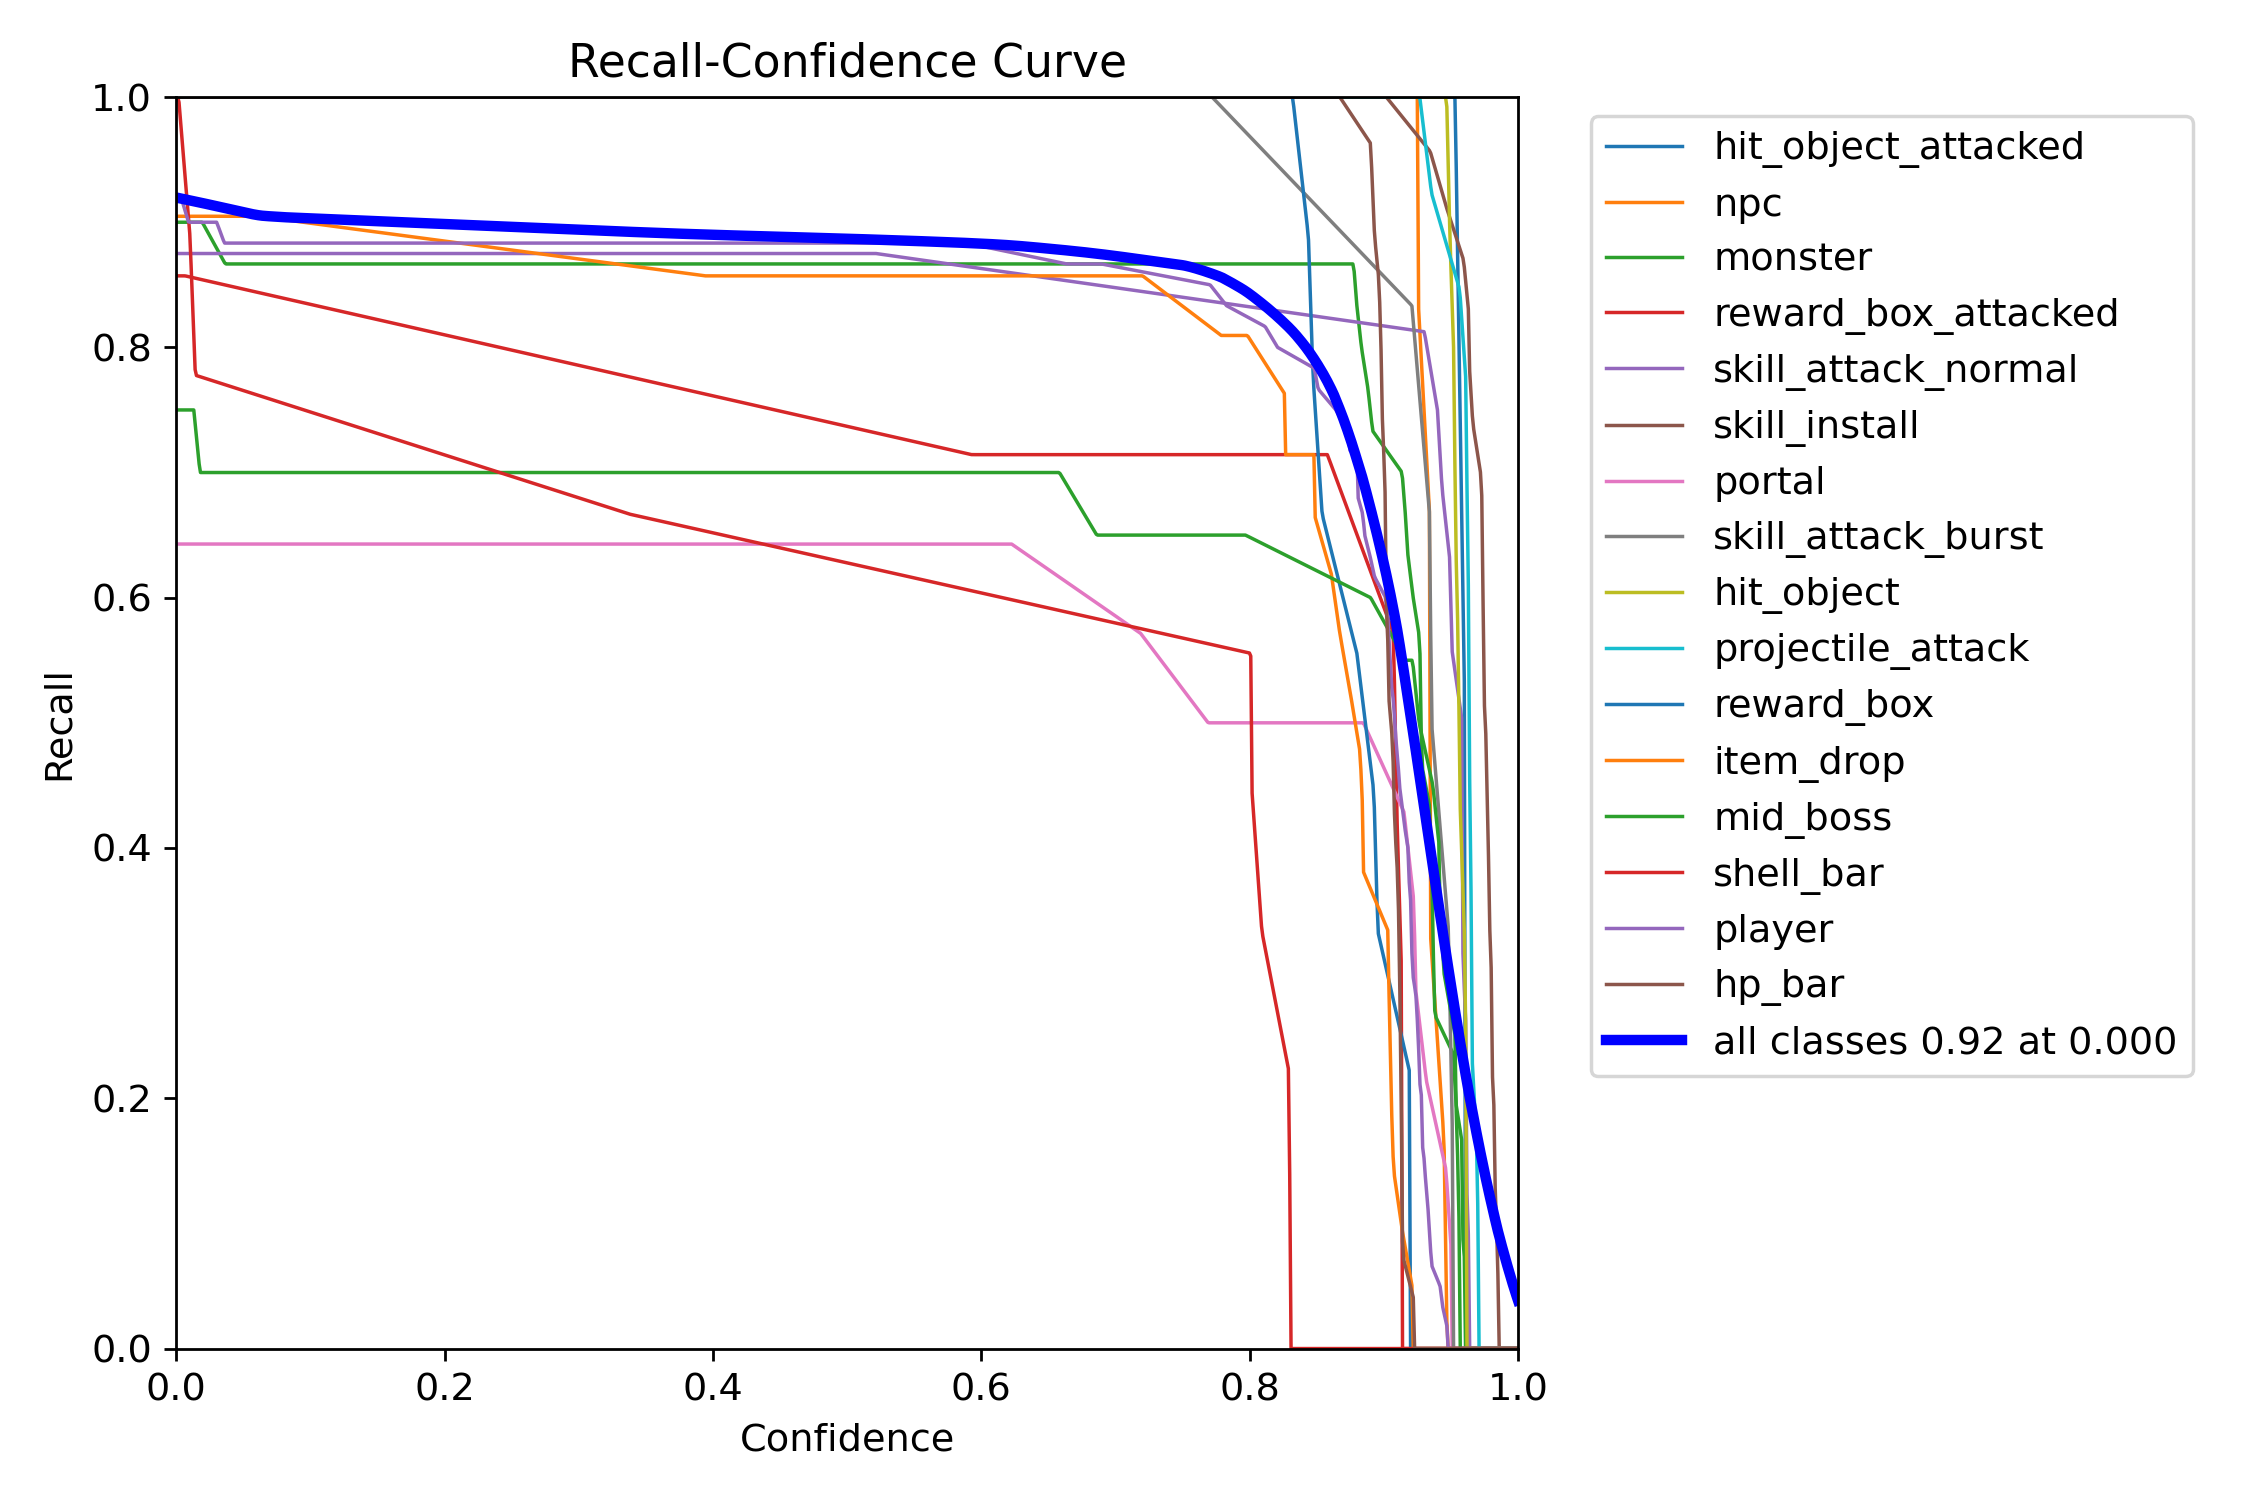 Recall-Confidence Curve
1.0
0.8
0.6
0.4
0.2
0.0
Recall
0.0 0.2 0.4 0.6 0.8 1.0
Confidence
hit_object_attacked
npc
monster
reward_box_attacked
skill_attack_normal
skill_install
portal
skill_attack_burst
hit_object
projectile_attack
reward_box
item_drop
mid_boss
shell_bar
player
hp_bar
all classes 0.92 at 0.000